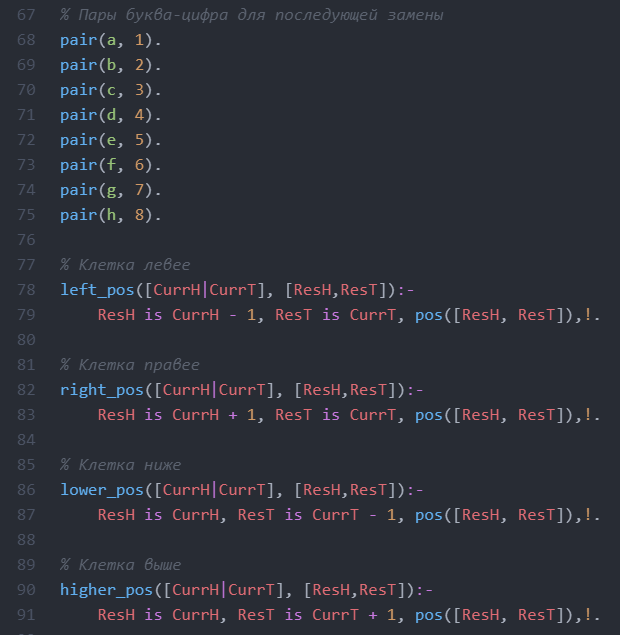 67 % Пары буква-цифра для последующей замены
68 pair(a, 1).
69 pair(b, 2).
70 pair(c, 3).
71 pair(d, 4).
72 pair(e, 5).
73 pair(f, 6).
74 pair(g, 7).
75 pair(h, 8).
76
77 % Клетка левее
78 left_pos([CurrH|CurrT], [ResH,ResT]):-
79     ResH is CurrH - 1, ResT is CurrT, pos([ResH, ResT]),!.
80
81 % Клетка правее
82 right_pos([CurrH|CurrT], [ResH,ResT]):-
83     ResH is CurrH + 1, ResT is CurrT, pos([ResH, ResT]),!.
84
85 % Клетка ниже
86 lower_pos([CurrH|CurrT], [ResH,ResT]):-
87     ResH is CurrH, ResT is CurrT - 1, pos([ResH, ResT]),!.
88
89 % Клетка выше
90 higher_pos([CurrH|CurrT], [ResH,ResT]):-
91     ResH is CurrH, ResT is CurrT + 1, pos([ResH, ResT]),!.